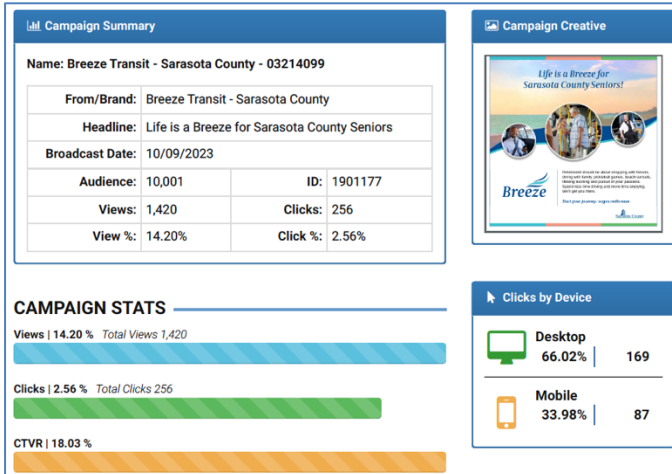 Campaign Summary
Name: Breeze Transit - Sarasota County - 03214099
From/Brand: Breeze Transit - Sarasota County
Headline: Life is a Breeze for Sarasota County Seniors
Broadcast Date: 10/09/2023
Audience: 10,001 ID: 1901177
Views: 1,420 Clicks: 256
View %: 14.20% Click %: 2.56%
CAMPAIGN STATS
Views | 14.20 % Total Views 1,420
Clicks | 2.56 % Total Clicks 256
CTVR | 18.03 %
Campaign Creative
Life is a Breeze for
Sarasota County Seniors!
Breeze
Sarasota County
Clicks by Device
Desktop
66.02% 169
Mobile
33.98% 87